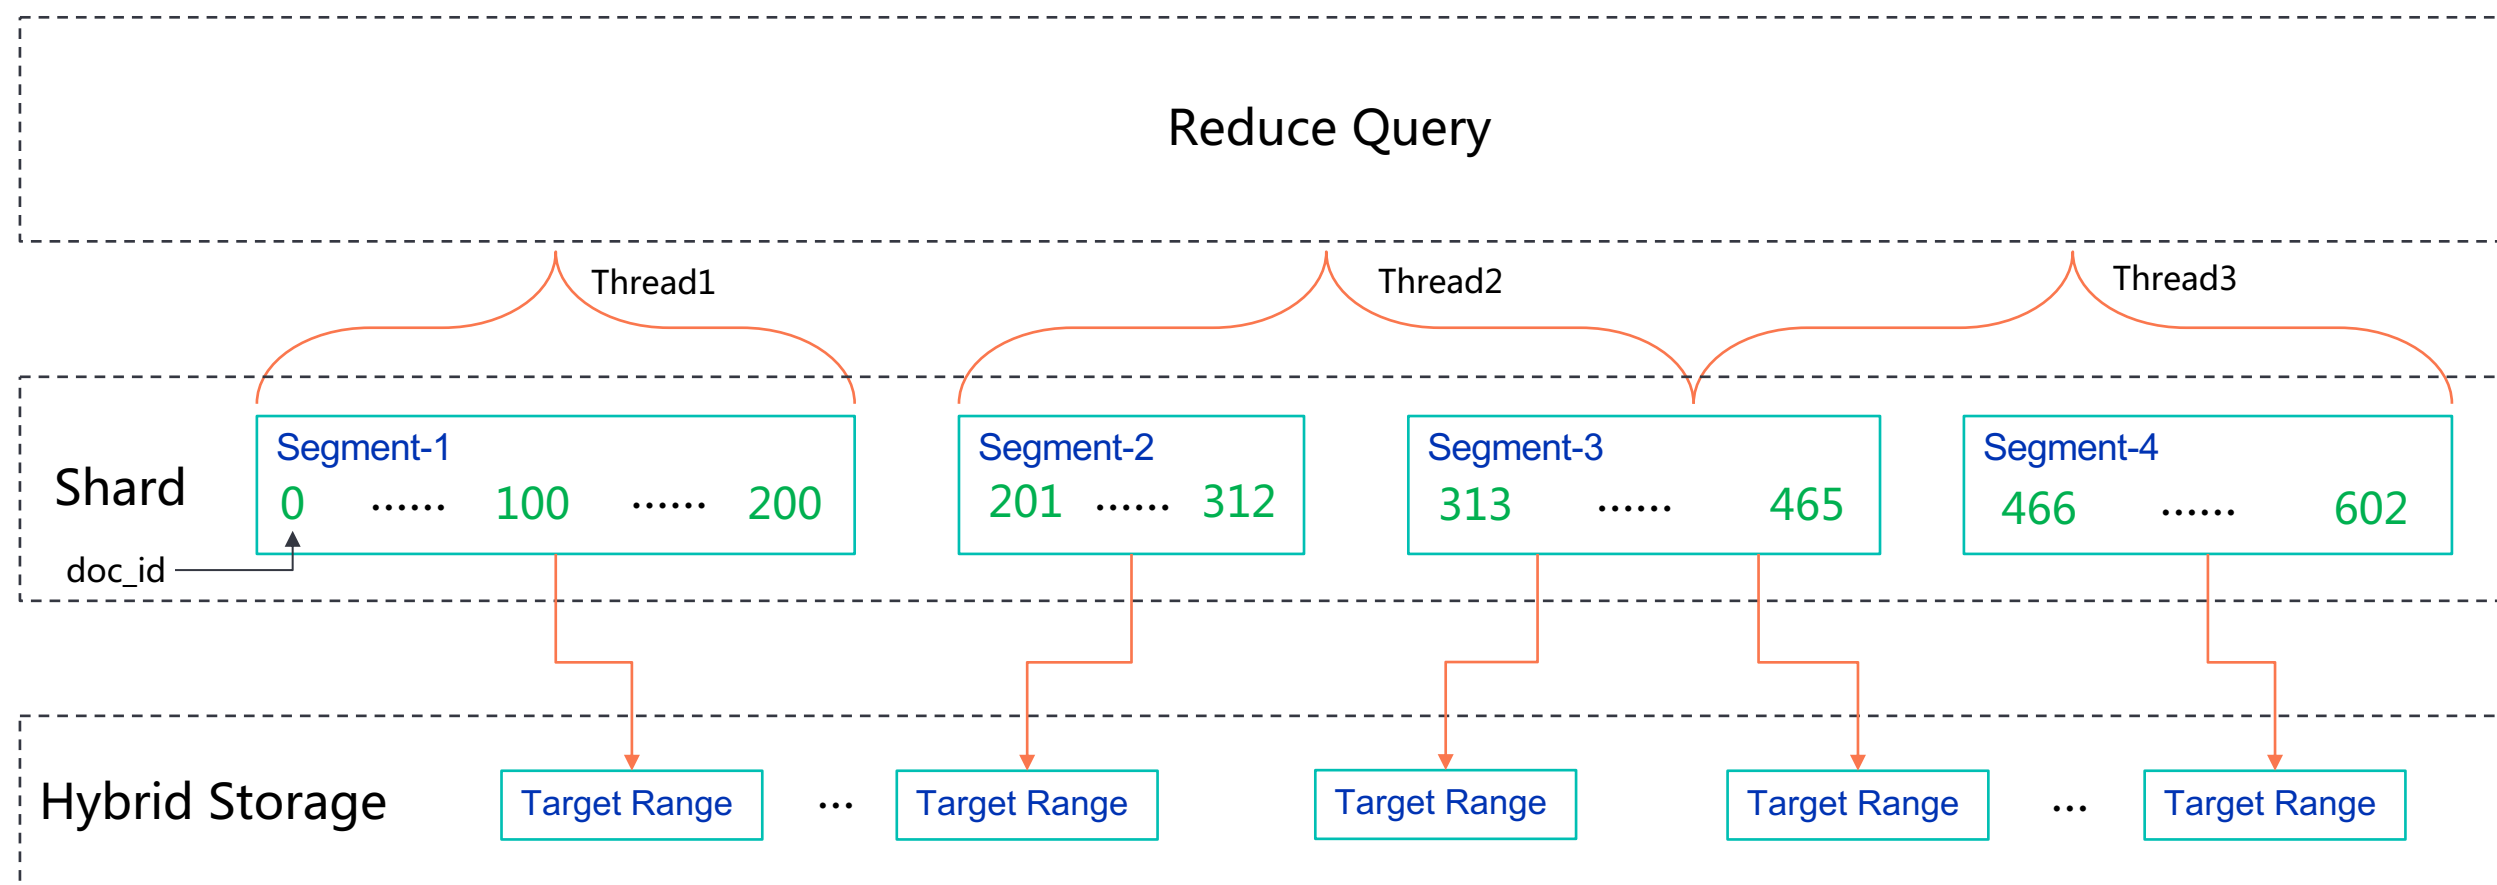 Reduce Query
Thread1
Thread2
Thread3
Shard
Segment-1
0 ...... 100 ...... 200
Segment-2
201 ...... 312
Segment-3
313 ...... 465
Segment-4
466 ...... 602
doc_id
Hybrid Storage
Target Range ... Target Range
Target Range
Target Range ... Target Range